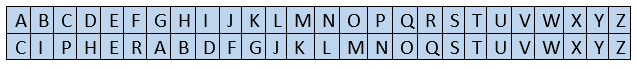 A B C D E F G H I J K L M N O P Q R S T U V W X Y Z
C I P H E R A B D F G J K L M N O Q S T U V W X Y Z